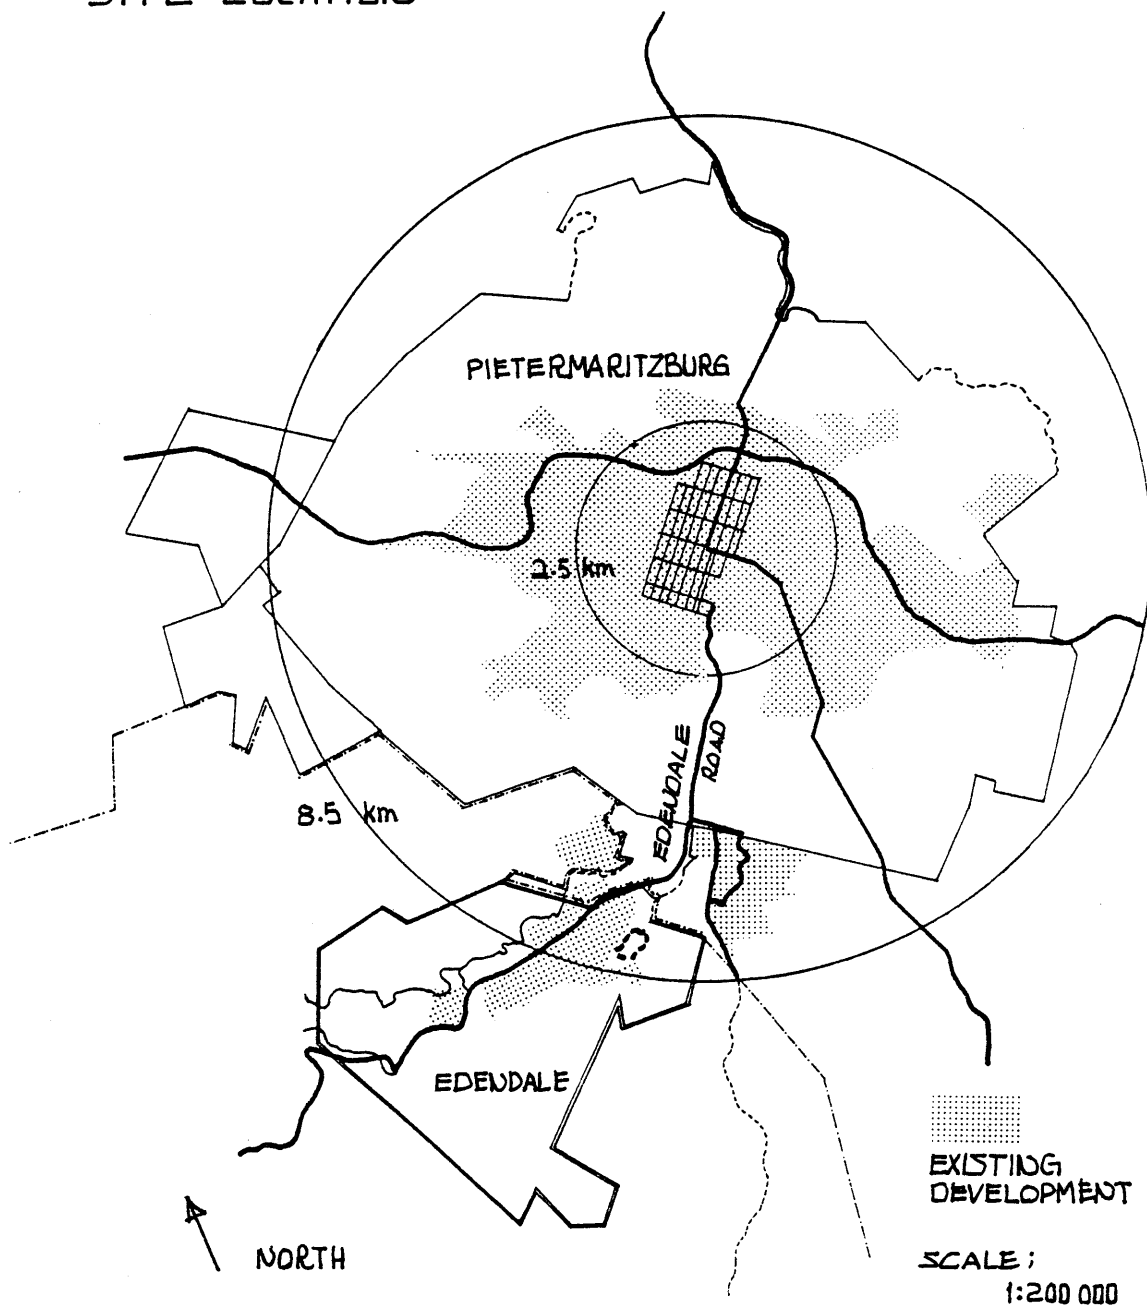 PIETERMARITZBURG
2.5 km
EDENDALE
ROAD
8.5 km
EDENDALE
EXISTING
DEVELOPMENT
NORTH
SCALE:
1:200 000